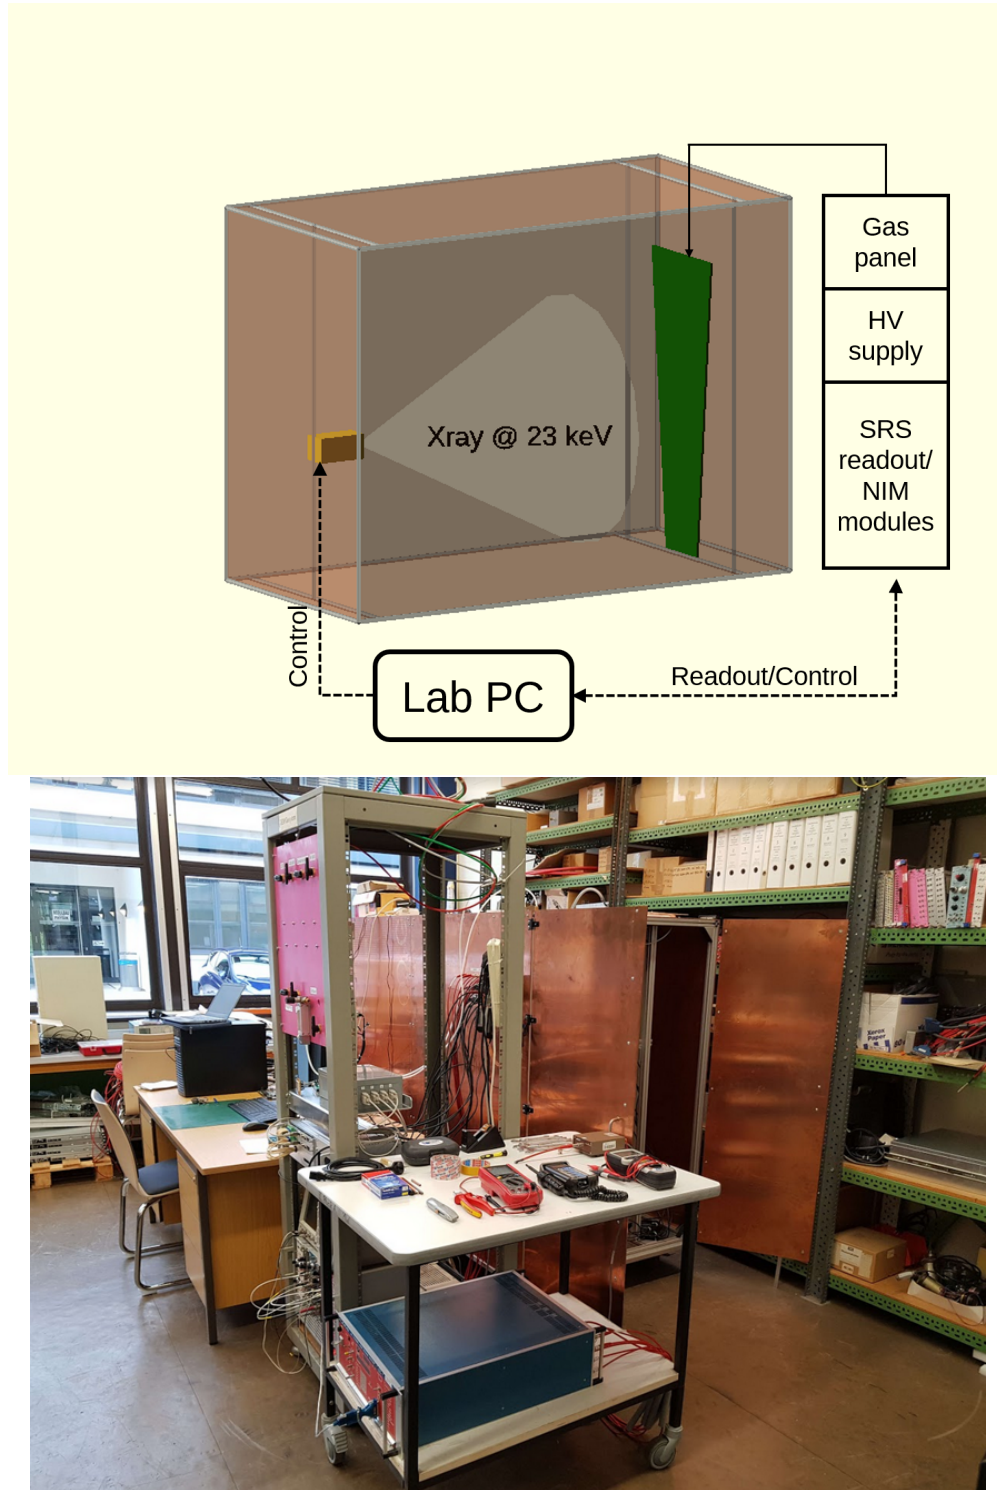 Gas
panel
HV
supply
Xray @ 23 keV
SRS
readout/
NIM
modules
Control
Readout/Control
Lab PC